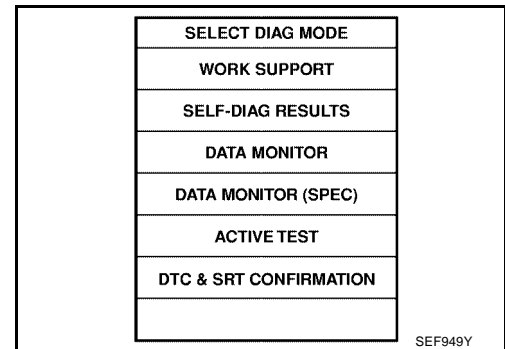 SELECT DIAG MODE
WORK SUPPORT
SELF-DIAG RESULTS
DATA MONITOR
DATA MONITOR (SPEC)
ACTIVE TEST
DTC & SRT CONFIRMATION
SEF949Y